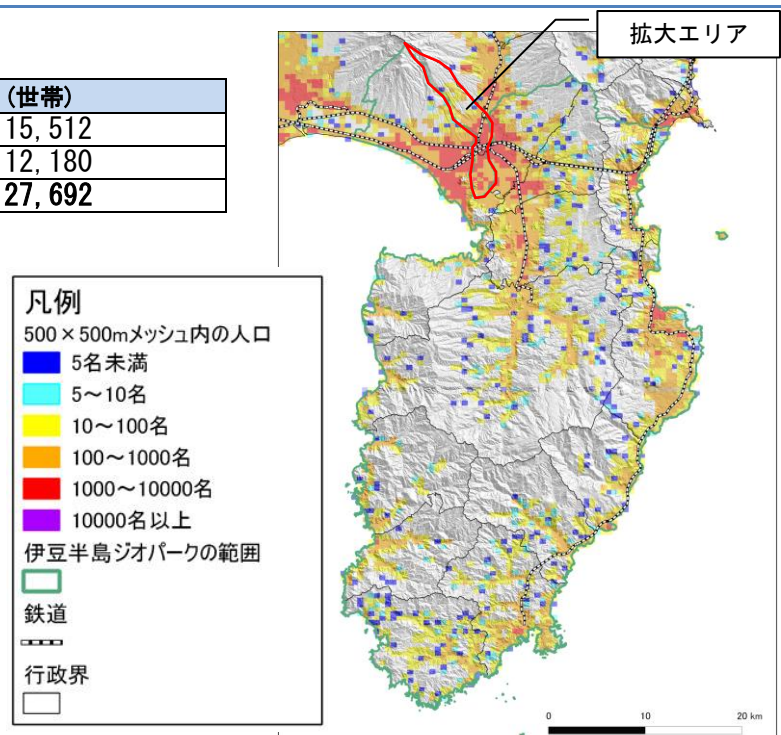 拡大エリア
(世帯)
15,512
12,180
27,692
凡例
500×500mメッシュ内の人口
5名未満
5～10名
10～100名
100～1000名
1000～10000名
10000名以上
伊豆半島ジオパークの範囲
鉄道
行政界
0 10 20 km